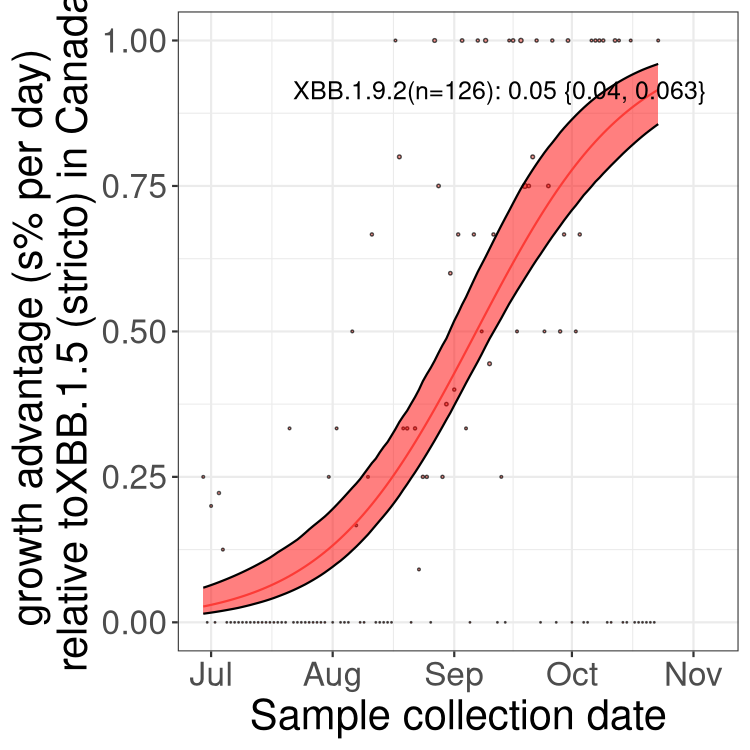 growth advantage (s% per day)
relative toXBB.1.5 (stricto) in Canada
1.00
0.75
0.50
0.25
0.00
XBB.1.9.2(n=126): 0.05 {0.04, 0.063}
Jul Aug Sep Oct Nov
Sample collection date